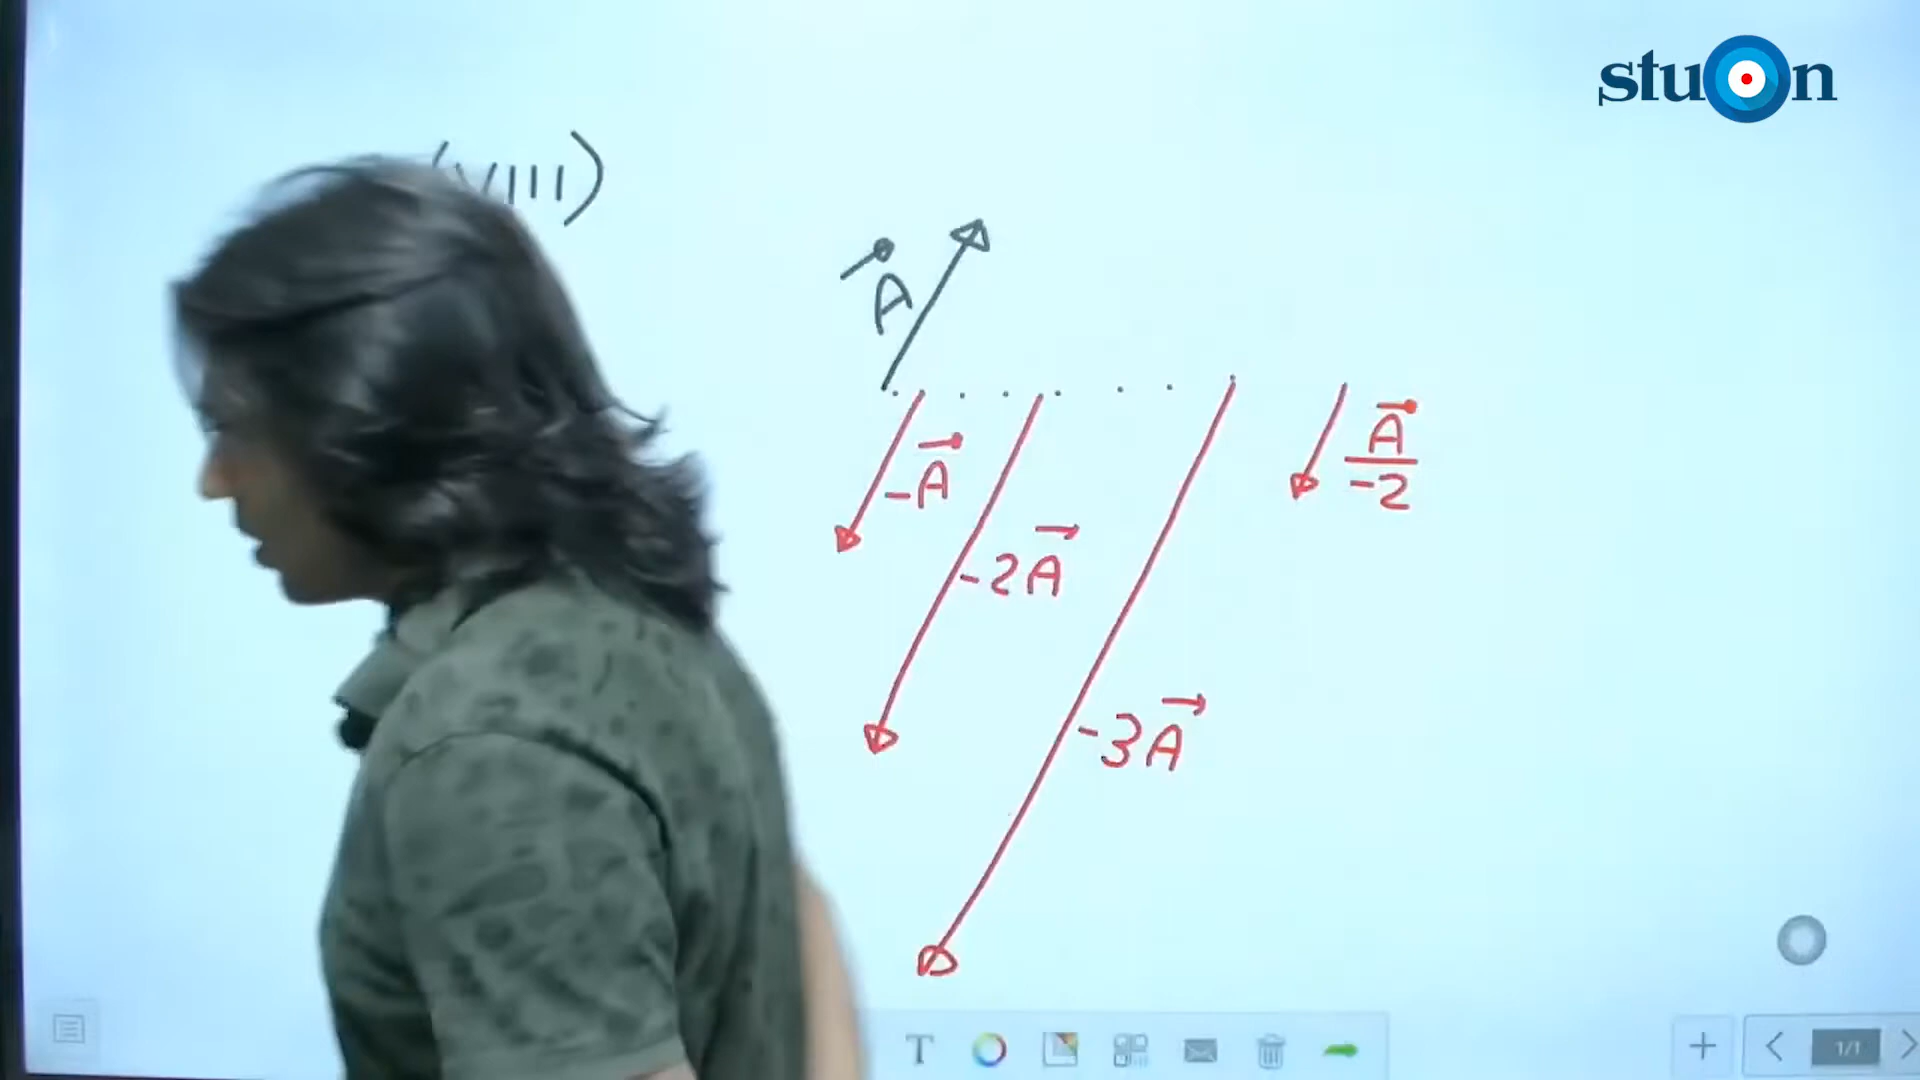 stuOn
(VIII)
A⃗
-A⃗
A⃗/-2
-2A⃗
-3A⃗
T
1/1